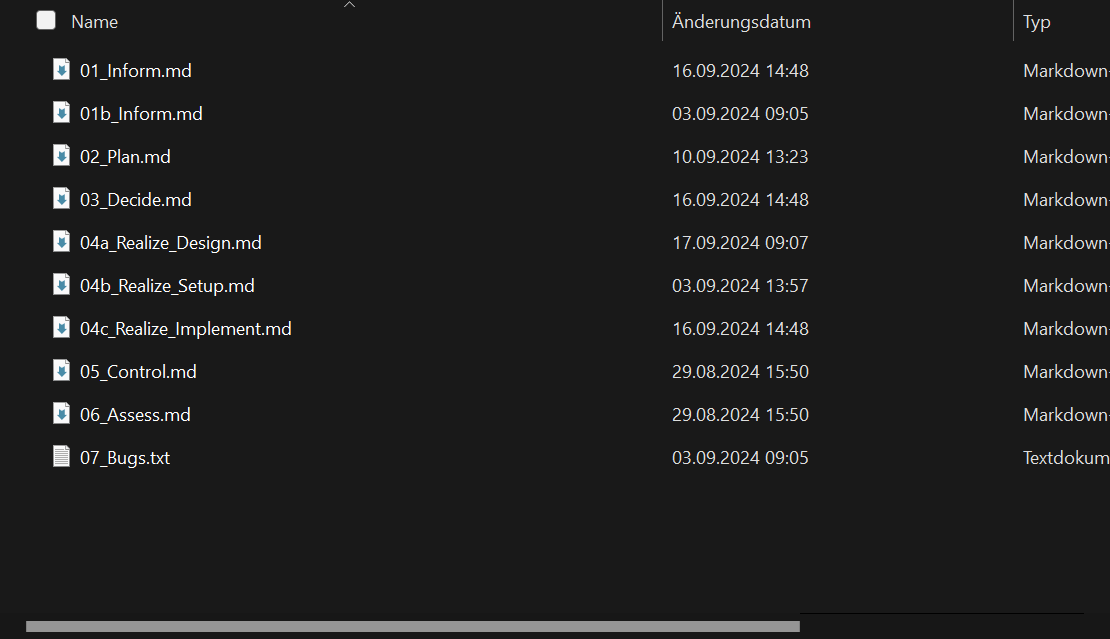 Name Änderungsdatum Typ
01_Inform.md 16.09.2024 14:48 Markdown-
01b_Inform.md 03.09.2024 09:05 Markdown-
02_Plan.md 10.09.2024 13:23 Markdown-
03_Decide.md 16.09.2024 14:48 Markdown-
04a_Realize_Design.md 17.09.2024 09:07 Markdown-
04b_Realize_Setup.md 03.09.2024 13:57 Markdown-
04c_Realize_Implement.md 16.09.2024 14:48 Markdown-
05_Control.md 29.08.2024 15:50 Markdown-
06_Assess.md 29.08.2024 15:50 Markdown-
07_Bugs.txt 03.09.2024 09:05 Textdokum